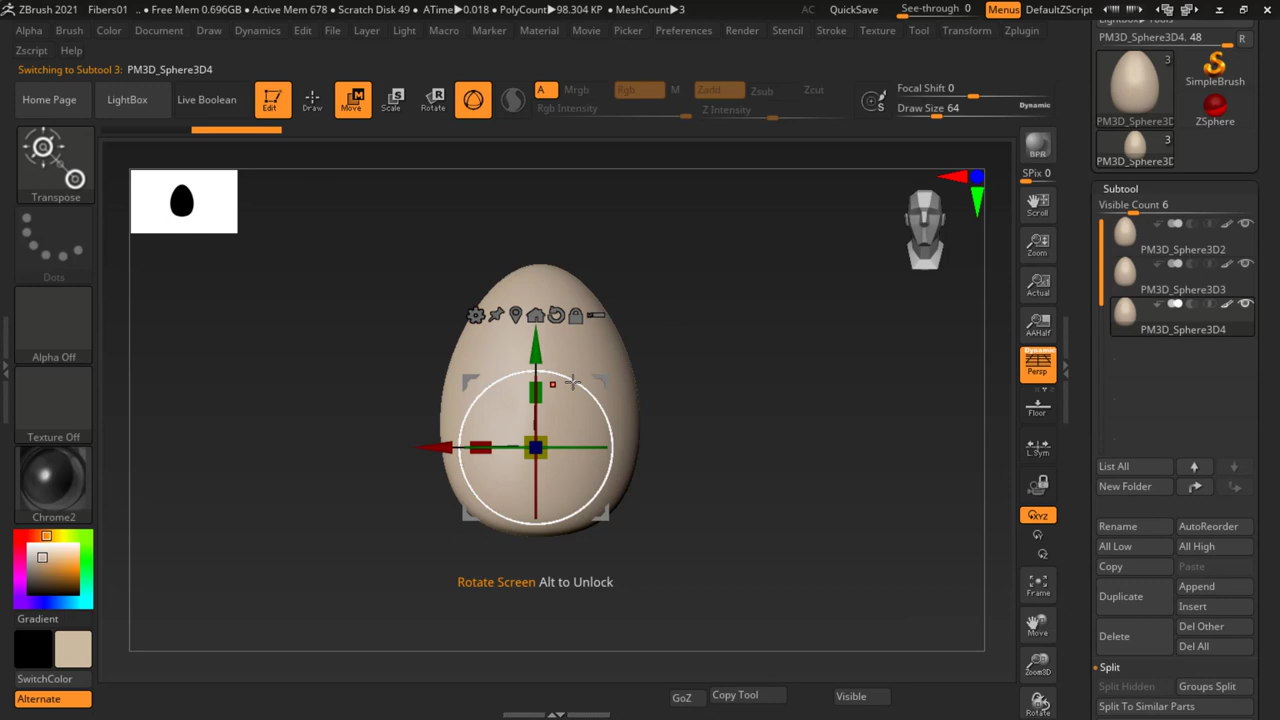 ZBrush 2021 Fibers01 .. • Free Mem 0.696GB • Active Mem 678 • Scratch Disk 49 • ATime▶0.018 • PolyCount▶98.304 KP • MeshCount▶3 AC QuickSave See-through 0 Menus DefaultZScript
Alpha Brush Color Document Draw Dynamics Edit File Layer Light Macro Marker Material Movie Picker Preferences Render Stencil Stroke Texture Tool Transform Zplugin
Zscript Help
Switching to Subtool 3: PM3D_Sphere3D4
Home Page LightBox Live Boolean Edit Draw Move Scale Rotate A Mrgb Rgb M Zadd Zsub Zcut Focal Shift 0
Rgb Intensity Z Intensity Draw Size 64 Dynamic
PM3D_Sphere3D4. 48 R
3
SimpleBrush
PM3D_Sphere3D ZSphere
3
PM3D_Sphere3D
Transpose
Dots
Alpha Off
Texture Off
Chrome2
Gradient
SwitchColor
Alternate
Rotate Screen Alt to Unlock
GoZ Copy Tool Visible
BPR
SPix 0
Scroll
Zoom
Actual
AAHalf
Dynamic
Persp
Floor
L.Sym
XYZ
Frame
Move
Zoom3D
Rotate
Subtool
Visible Count 6
PM3D_Sphere3D2
PM3D_Sphere3D3
PM3D_Sphere3D4
List All
New Folder
Rename AutoReorder
All Low All High
Copy Paste
Duplicate Append
Insert
Delete Del Other
Del All
Split
Split Hidden Groups Split
Split To Similar Parts